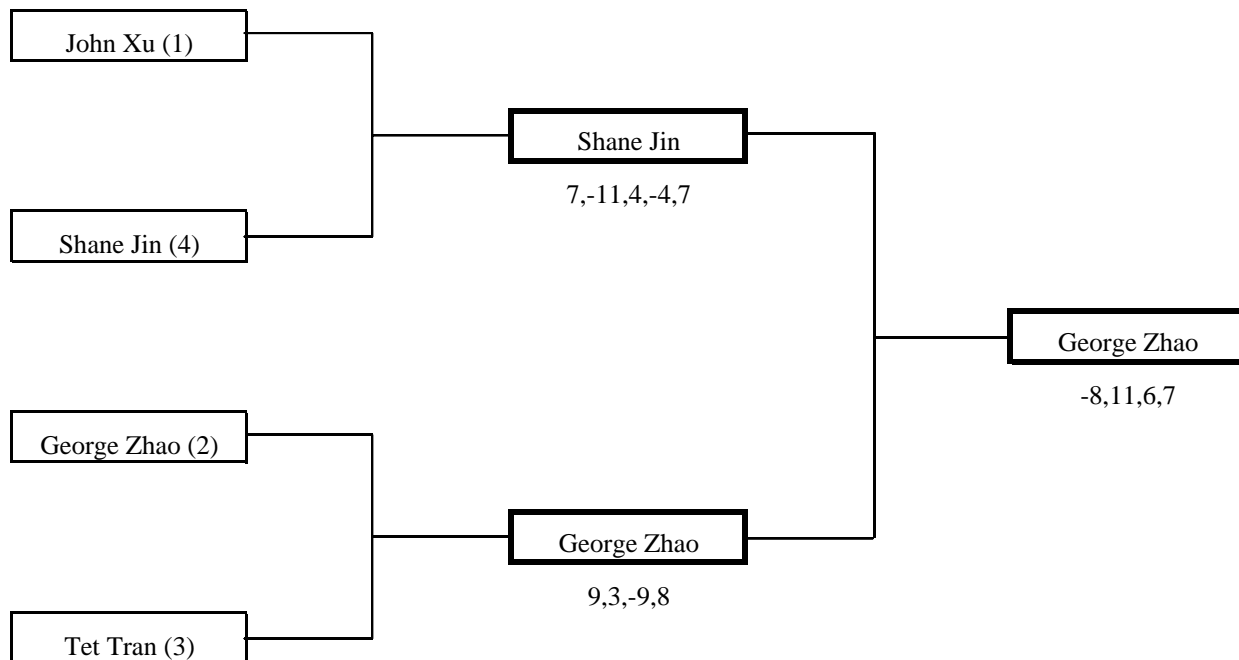 John Xu (1)
Shane Jin
7,-11,4,-4,7
Shane Jin (4)
George Zhao
-8,11,6,7
George Zhao (2)
George Zhao
9,3,-9,8
Tet Tran (3)